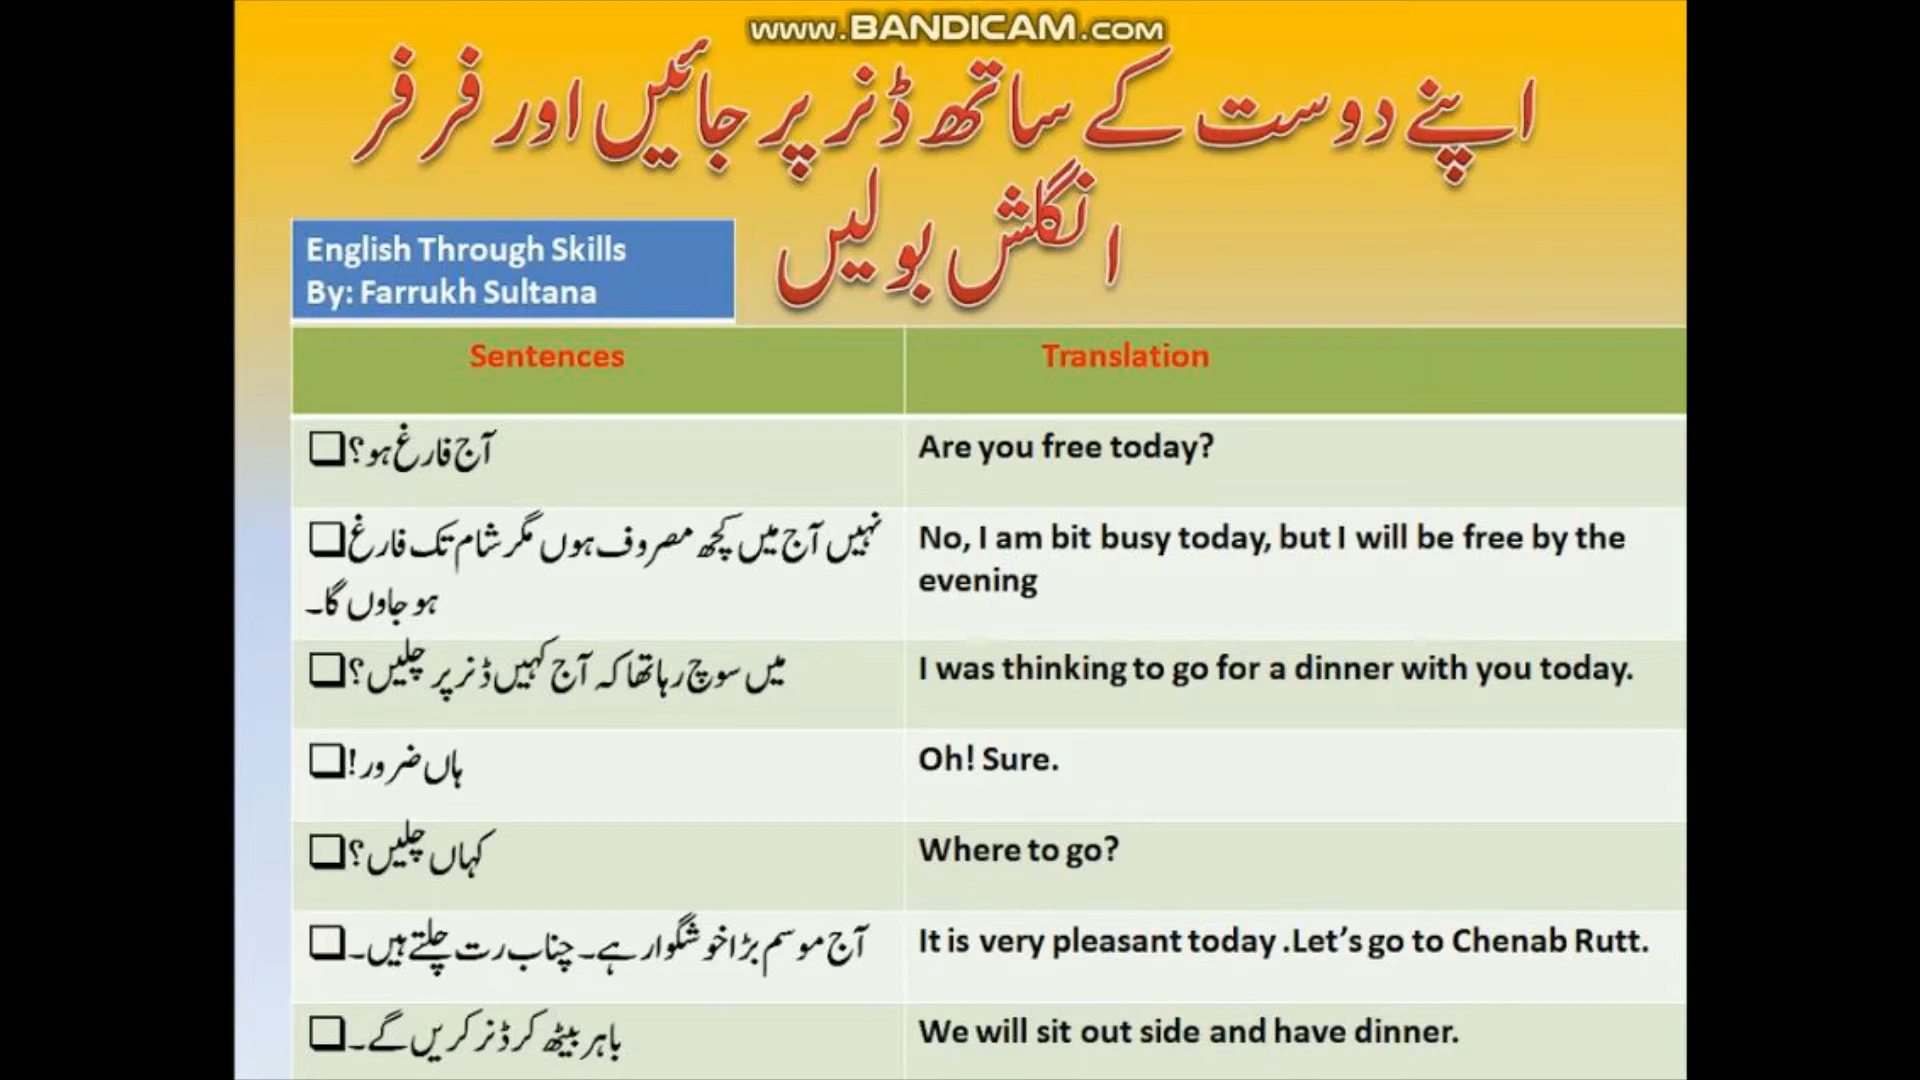 www.BANDICAM.com
اپنے دوست کے ساتھ ڈنر پر جائیں اور فر فر
انگلش بولیں
English Through Skills
By: Farrukh Sultana
Sentences
Translation
آج فارغ ہو؟
Are you free today?
نہیں آج میں کچھ مصروف ہوں مگر شام تک فارغ
ہو جاوں گا۔
No, I am bit busy today, but I will be free by the
evening
میں سوچ رہا تھا کہ آج کہیں ڈنر پر چلیں؟
I was thinking to go for a dinner with you today.
ہاں ضرور!
Oh! Sure.
کہاں چلیں؟
Where to go?
آج موسم بڑا خوشگوار ہے۔ چناب رت چلتے ہیں۔
It is very pleasant today .Let’s go to Chenab Rutt.
باہر بیٹھ کر ڈنر کریں گے۔
We will sit out side and have dinner.